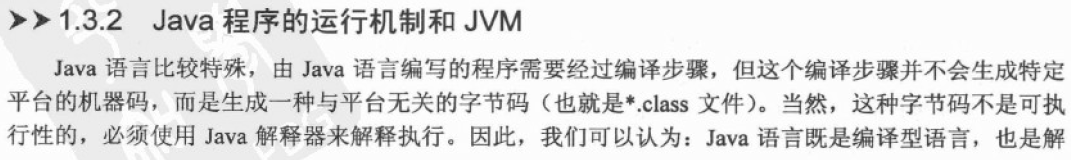 ➤➤1.3.2 Java 程序的运行机制和 JVM
Java 语言比较特殊，由 Java 语言编写的程序需要经过编译步骤，但这个编译步骤并不会生成特定
平台的机器码，而是生成一种与平台无关的字节码（也就是*.class 文件）。当然，这种字节码不是可执
行性的，必须使用 Java 解释器来解释执行。因此，我们可以认为：Java 语言既是编译型语言，也是解